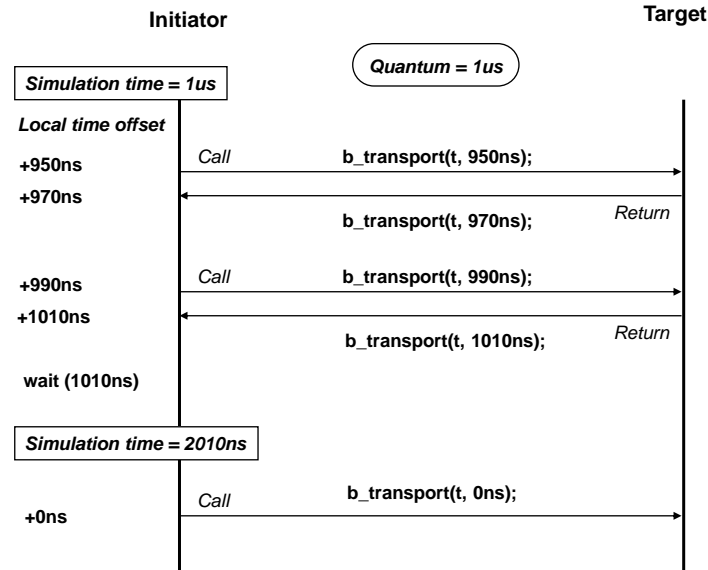 Initiator
Target
Quantum = 1us
Simulation time = 1us
Local time offset
+950ns
Call
b_transport(t, 950ns);
+970ns
b_transport(t, 970ns);
Return
+990ns
Call
b_transport(t, 990ns);
+1010ns
b_transport(t, 1010ns);
Return
wait (1010ns)
Simulation time = 2010ns
+0ns
Call
b_transport(t, 0ns);